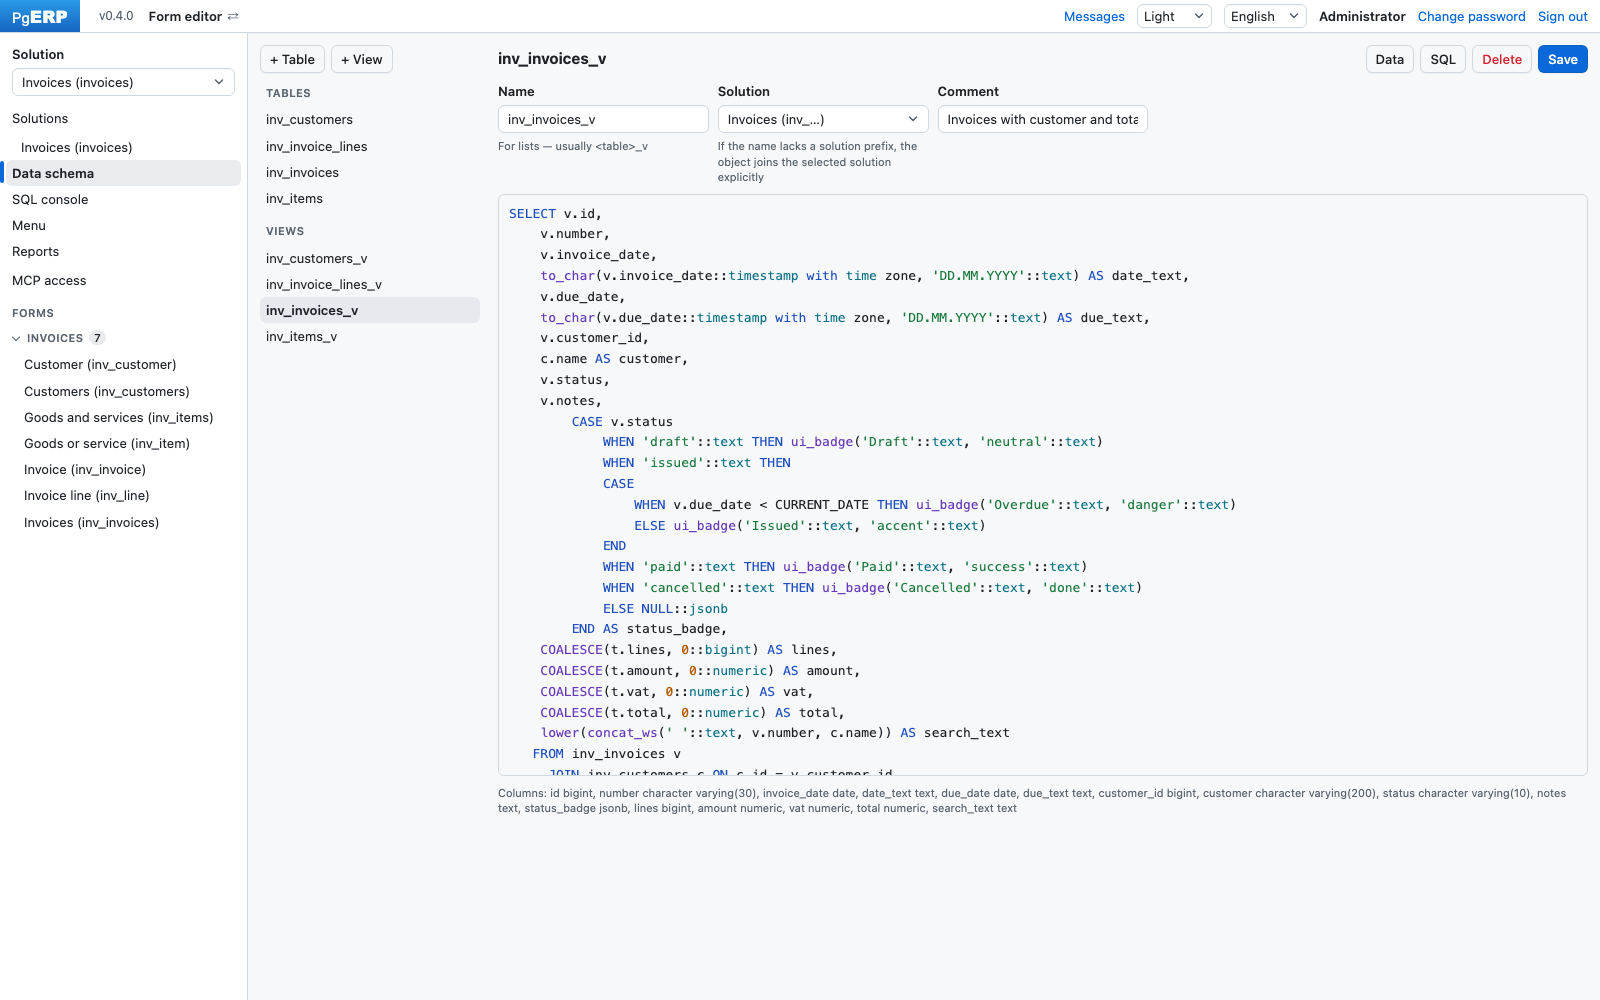 PgERP v0.4.0 Form editor ⇌ Messages Light English Administrator Change password Sign out
Solution
Invoices (invoices)
Solutions
Invoices (invoices)
Data schema
SQL console
Menu
Reports
MCP access
FORMS
INVOICES 7
Customer (inv_customer)
Customers (inv_customers)
Goods and services (inv_items)
Goods or service (inv_item)
Invoice (inv_invoice)
Invoice line (inv_line)
Invoices (inv_invoices)
+ Table + View
TABLES
inv_customers
inv_invoice_lines
inv_invoices
inv_items
VIEWS
inv_customers_v
inv_invoice_lines_v
inv_invoices_v
inv_items_v
inv_invoices_v Data SQL Delete Save
Name Solution Comment
inv_invoices_v Invoices (inv_...) Invoices with customer and tota
For lists — usually <table>_v
If the name lacks a solution prefix, the
object joins the selected solution
explicitly
SELECT v.id,
v.number,
v.invoice_date,
to_char(v.invoice_date::timestamp with time zone, 'DD.MM.YYYY'::text) AS date_text,
v.due_date,
to_char(v.due_date::timestamp with time zone, 'DD.MM.YYYY'::text) AS due_text,
v.customer_id,
c.name AS customer,
v.status,
v.notes,
CASE v.status
WHEN 'draft'::text THEN ui_badge('Draft'::text, 'neutral'::text)
WHEN 'issued'::text THEN
CASE
WHEN v.due_date < CURRENT_DATE THEN ui_badge('Overdue'::text, 'danger'::text)
ELSE ui_badge('Issued'::text, 'accent'::text)
END
WHEN 'paid'::text THEN ui_badge('Paid'::text, 'success'::text)
WHEN 'cancelled'::text THEN ui_badge('Cancelled'::text, 'done'::text)
ELSE NULL::jsonb
END AS status_badge,
COALESCE(t.lines, 0::bigint) AS lines,
COALESCE(t.amount, 0::numeric) AS amount,
COALESCE(t.vat, 0::numeric) AS vat,
COALESCE(t.total, 0::numeric) AS total,
lower(concat_ws(' '::text, v.number, c.name)) AS search_text
FROM inv_invoices v
JOIN inv_customers c ON c.id = v.customer_id
Columns: id bigint, number character varying(30), invoice_date date, date_text text, due_date date, due_text text, customer_id bigint, customer character varying(200), status character varying(10), notes
text, status_badge jsonb, lines bigint, amount numeric, vat numeric, total numeric, search_text text